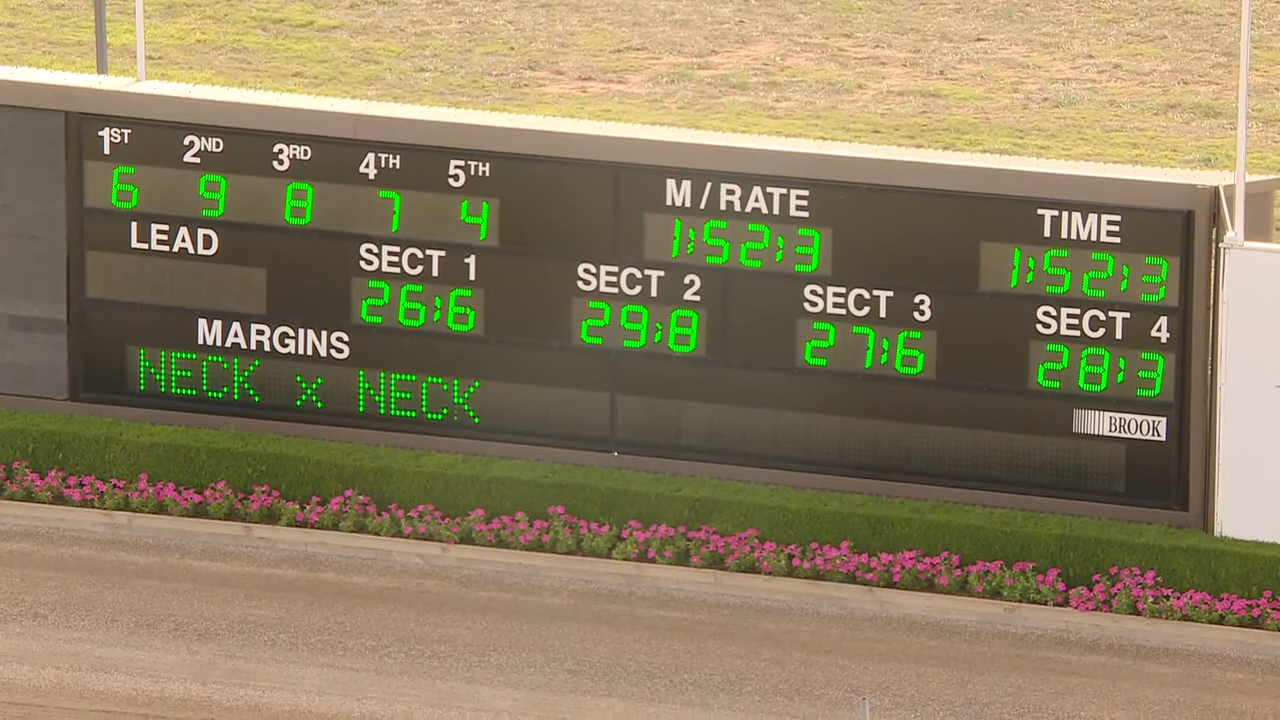 1ST 2ND 3RD 4TH 5TH
6 9 8 7 4
M / RATE
1:52:3
TIME
1:52:3
LEAD
SECT 1
26:6
SECT 2
29:8
SECT 3
27:6
SECT 4
28:3
MARGINS
NECK x NECK
BROOK